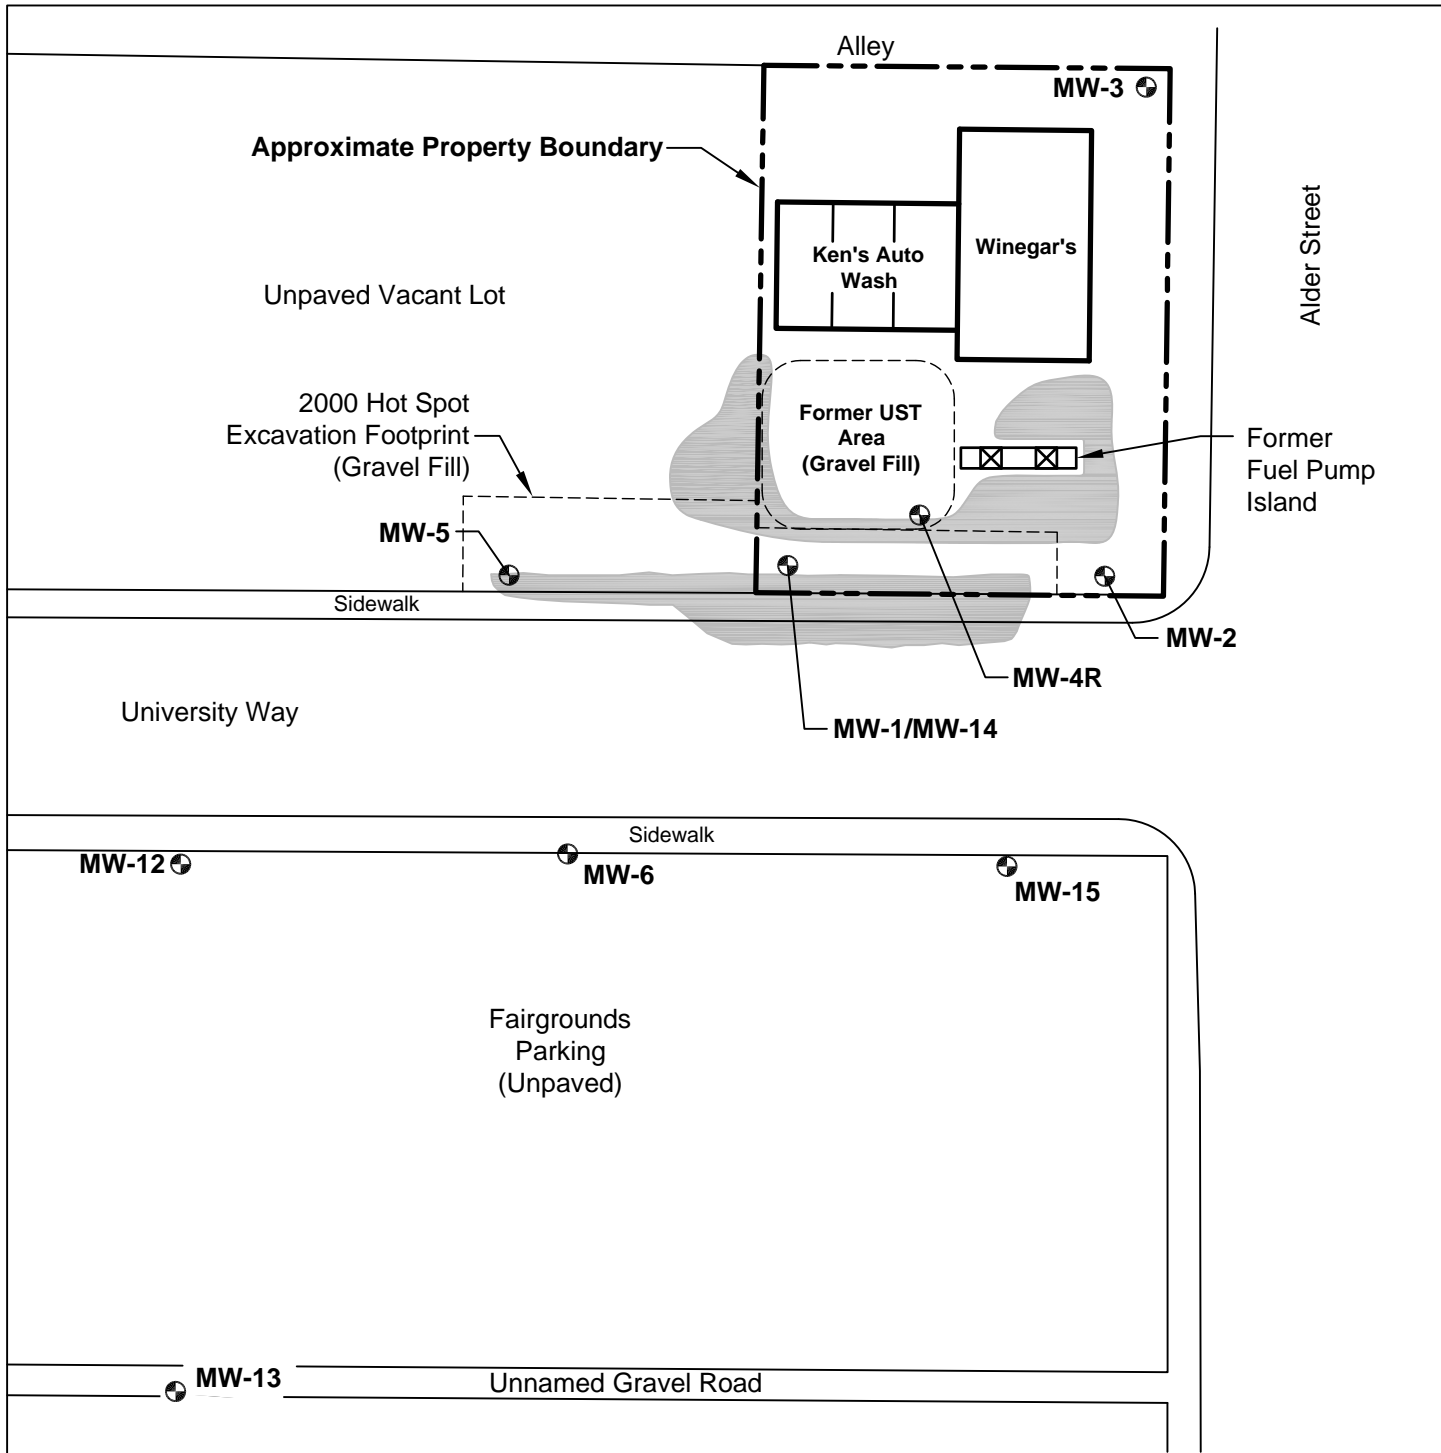 Alley
MW-3
Approximate Property Boundary
Alder Street
Winegar's
Ken's Auto
Wash
Unpaved Vacant Lot
2000 Hot Spot
Excavation Footprint
(Gravel Fill)
Former UST
Area
(Gravel Fill)
Former
Fuel Pump
Island
MW-5
Sidewalk
MW-2
MW-4R
University Way
MW-1/MW-14
Sidewalk
MW-12
MW-6
MW-15
Fairgrounds
Parking
(Unpaved)
MW-13
Unnamed Gravel Road